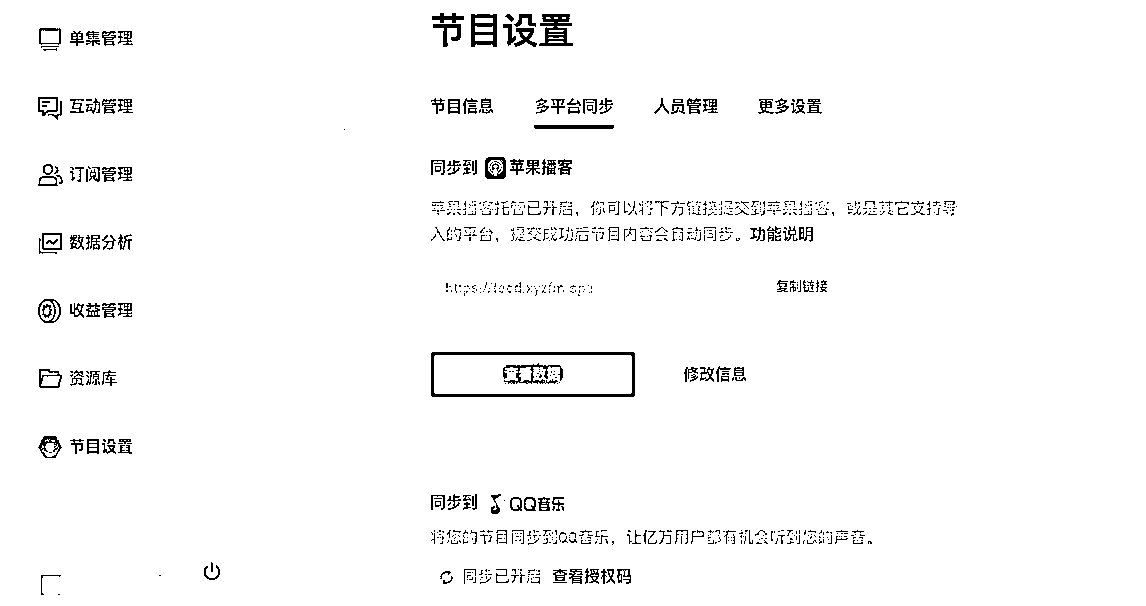 单集管理
互动管理
订阅管理
数据分析
收益管理
资源库
节目设置
节目设置
节目信息 多平台同步 人员管理 更多设置
同步到 苹果播客
苹果播客托管已开启，你可以将下方链接提交到苹果播客，或是其它支持导
入的平台，提交成功后节目内容会自动同步。功能说明
复制链接
查看数据 修改信息
同步到 QQ音乐
将您的节目同步到QQ音乐，让亿万用户都有机会听到您的声音。
同步已开启 查看授权码